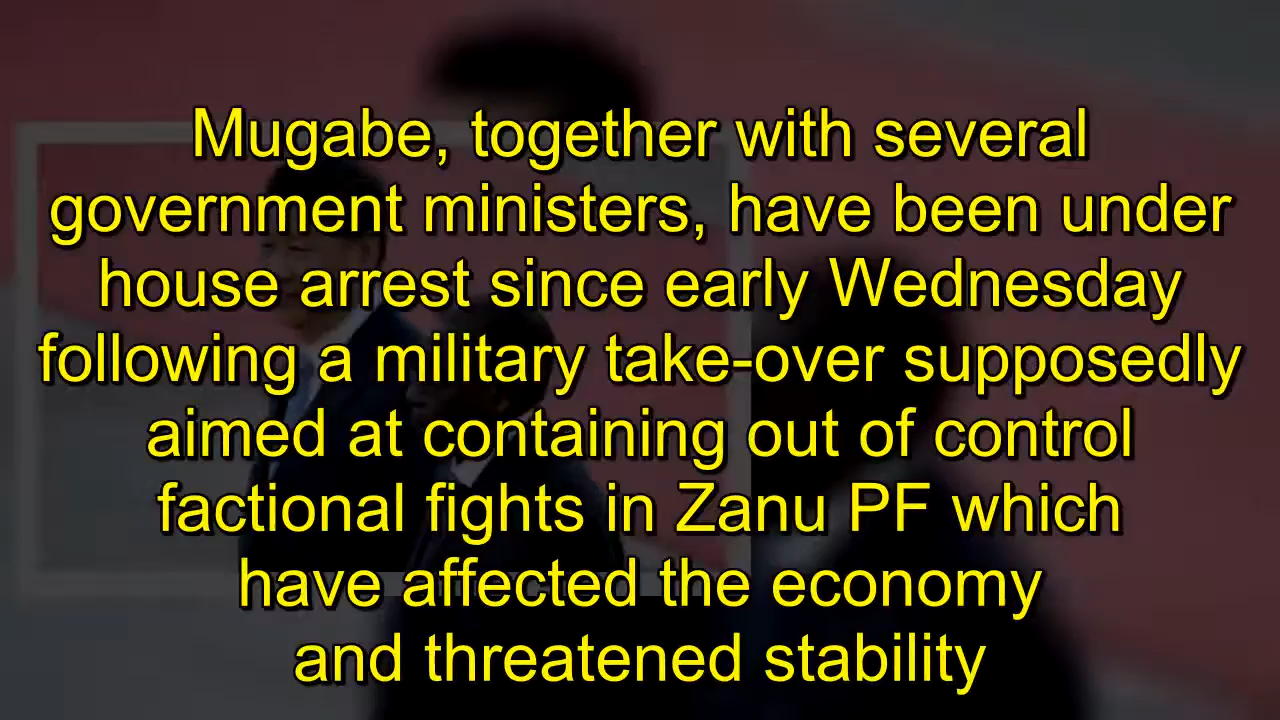 Mugabe, together with several
government ministers, have been under
house arrest since early Wednesday
following a military take-over supposedly
aimed at containing out of control
factional fights in Zanu PF which
have affected the economy
and threatened stability